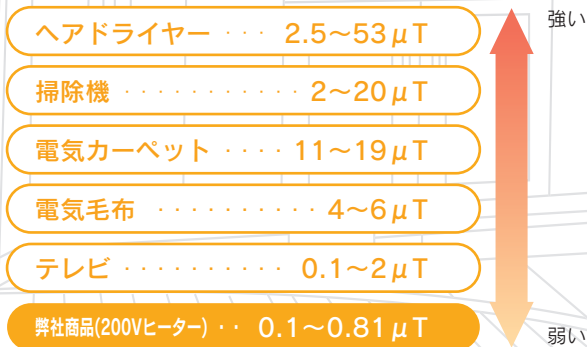 強い
ヘアドライヤー ・・・ 2.5〜53μT
掃除機 ・・・・・・・・・・・ 2〜20μT
電気カーペット ・・・・ 11〜19μT
電気毛布 ・・・・・・・・・・ 4〜6μT
テレビ ・・・・・・・・・・ 0.1〜2μT
弊社商品(200Vヒーター) ・・ 0.1〜0.81μT
弱い